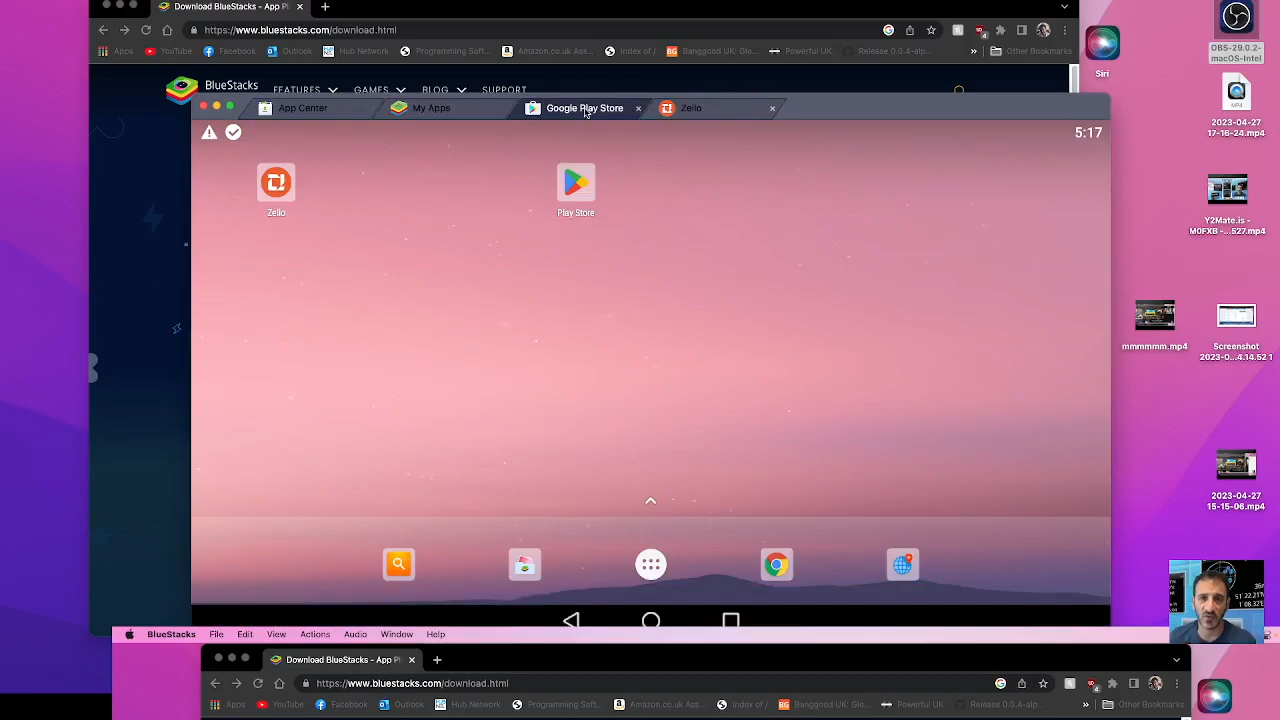 Download BlueStacks - App Pl
https://www.bluestacks.com/download.html
Apps YouTube Facebook Outlook Hub Network Programming Soft... Amazon.co.uk Ass... Index of / Banggood UK: Glo... Powerful UK Release 0.0.4-alp... » Other Bookmarks
BlueStacks FEATURES GAMES BLOG SUPPORT
App Center My Apps Google Play Store Zello
5:17
Zello Play Store
Siri
OBS-29.0.2-
macOS-Intel
MP4
2023-04-27
17-16-24.mp4
Y2Mate.is -
M0FXB -...527.mp4
mmmmmm.mp4
Screenshot
2023-0...4.14.52 1
2023-04-27
15-15-06.mp4
BlueStacks File Edit View Actions Audio Window Help
Download BlueStacks - App Pl
https://www.bluestacks.com/download.html
Apps YouTube Facebook Outlook Hub Network Programming Soft... Amazon.co.uk Ass... Index of / Banggood UK: Glo... Powerful UK Release 0.0.4-alp... » Other Bookmarks